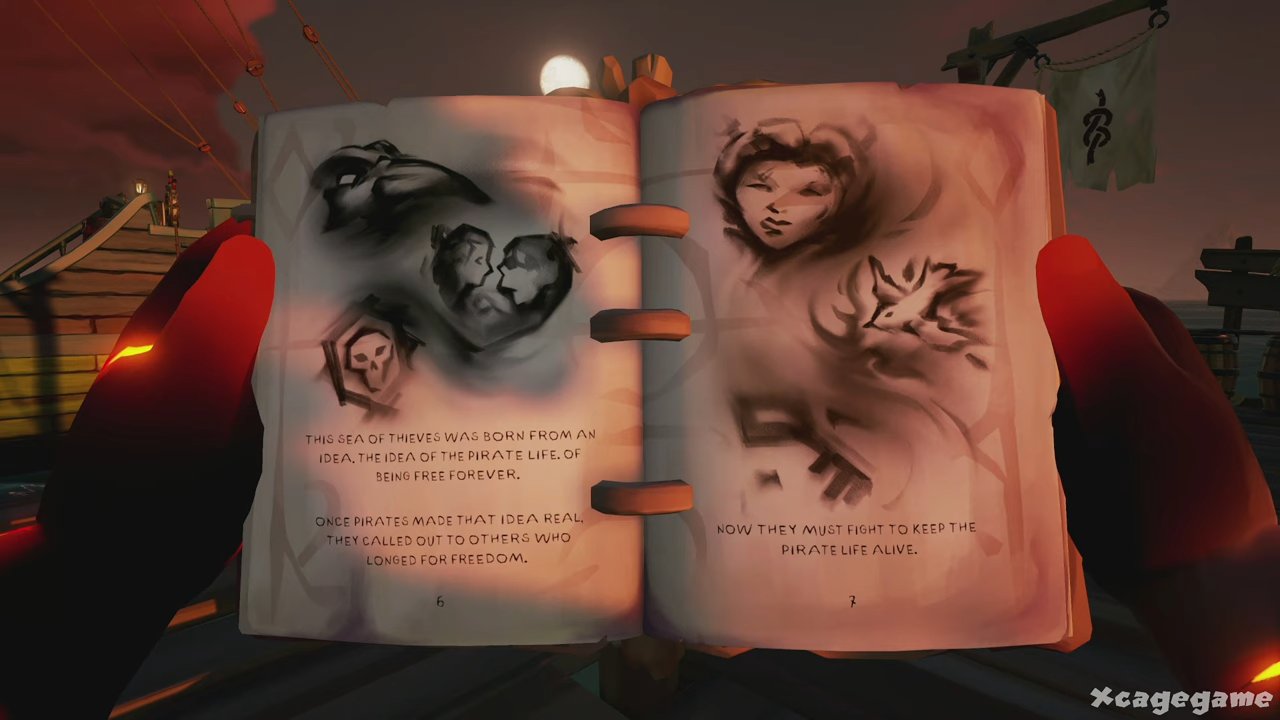 THIS SEA OF THIEVES WAS BORN FROM AN
IDEA. THE IDEA OF THE PIRATE LIFE. OF
BEING FREE FOREVER.
ONCE PIRATES MADE THAT IDEA REAL,
THEY CALLED OUT TO OTHERS WHO
LONGED FOR FREEDOM.
6
NOW THEY MUST FIGHT TO KEEP THE
PIRATE LIFE ALIVE.
7
Xcagegame